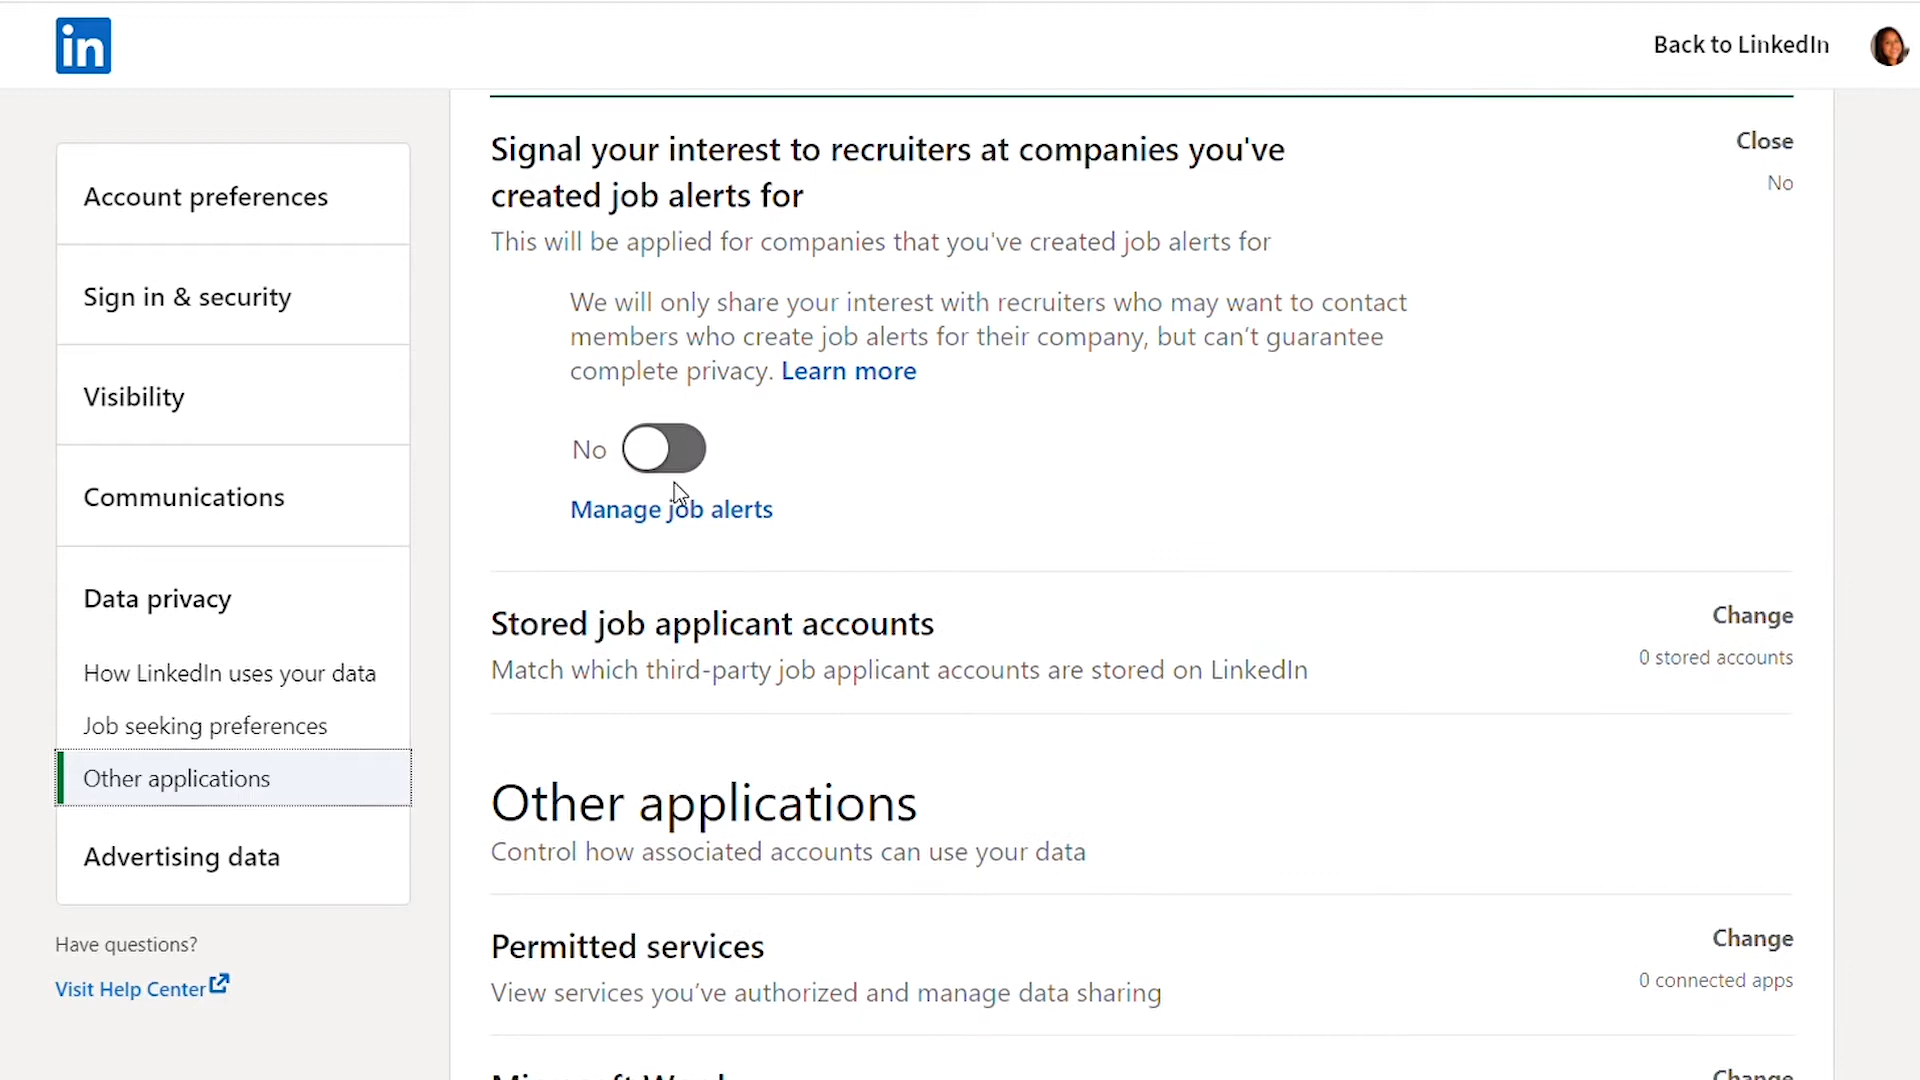 in
Back to LinkedIn
Account preferences
Sign in & security
Visibility
Communications
Data privacy
How LinkedIn uses your data
Job seeking preferences
Other applications
Advertising data
Have questions?
Visit Help Center
Signal your interest to recruiters at companies you've
created job alerts for
Close
No
This will be applied for companies that you've created job alerts for
We will only share your interest with recruiters who may want to contact
members who create job alerts for their company, but can’t guarantee
complete privacy. Learn more
No
Manage job alerts
Stored job applicant accounts
Change
Match which third-party job applicant accounts are stored on LinkedIn
0 stored accounts
Other applications
Control how associated accounts can use your data
Permitted services
Change
View services you’ve authorized and manage data sharing
0 connected apps
Microsoft Word
Change